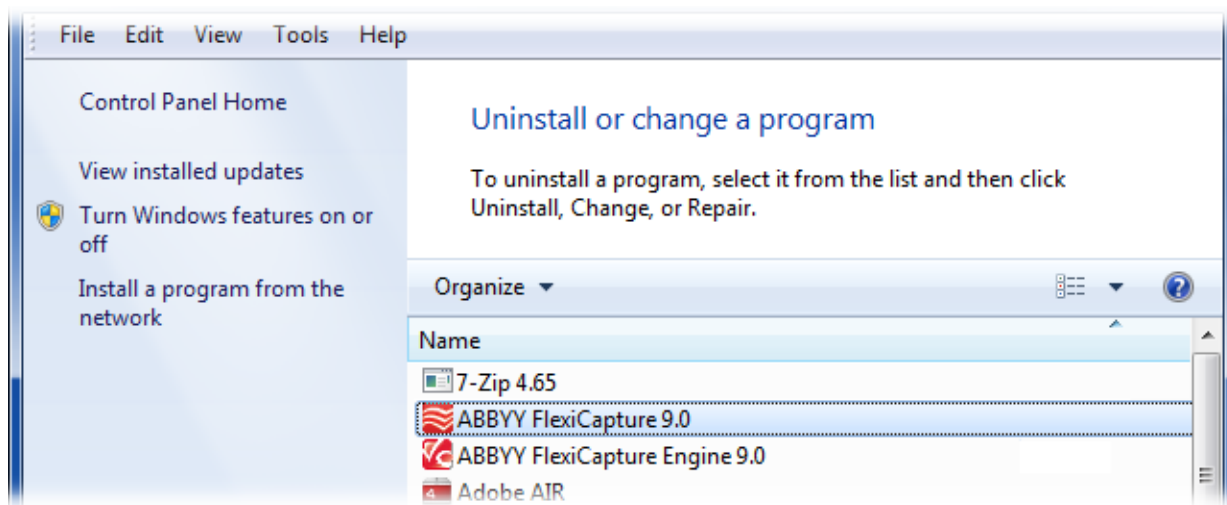 File Edit View Tools Help
Control Panel Home
View installed updates
Turn Windows features on or
off
Install a program from the
network
Uninstall or change a program
To uninstall a program, select it from the list and then click
Uninstall, Change, or Repair.
Organize
Name
7-Zip 4.65
ABBYY FlexiCapture 9.0
ABBYY FlexiCapture Engine 9.0
Adobe AIR